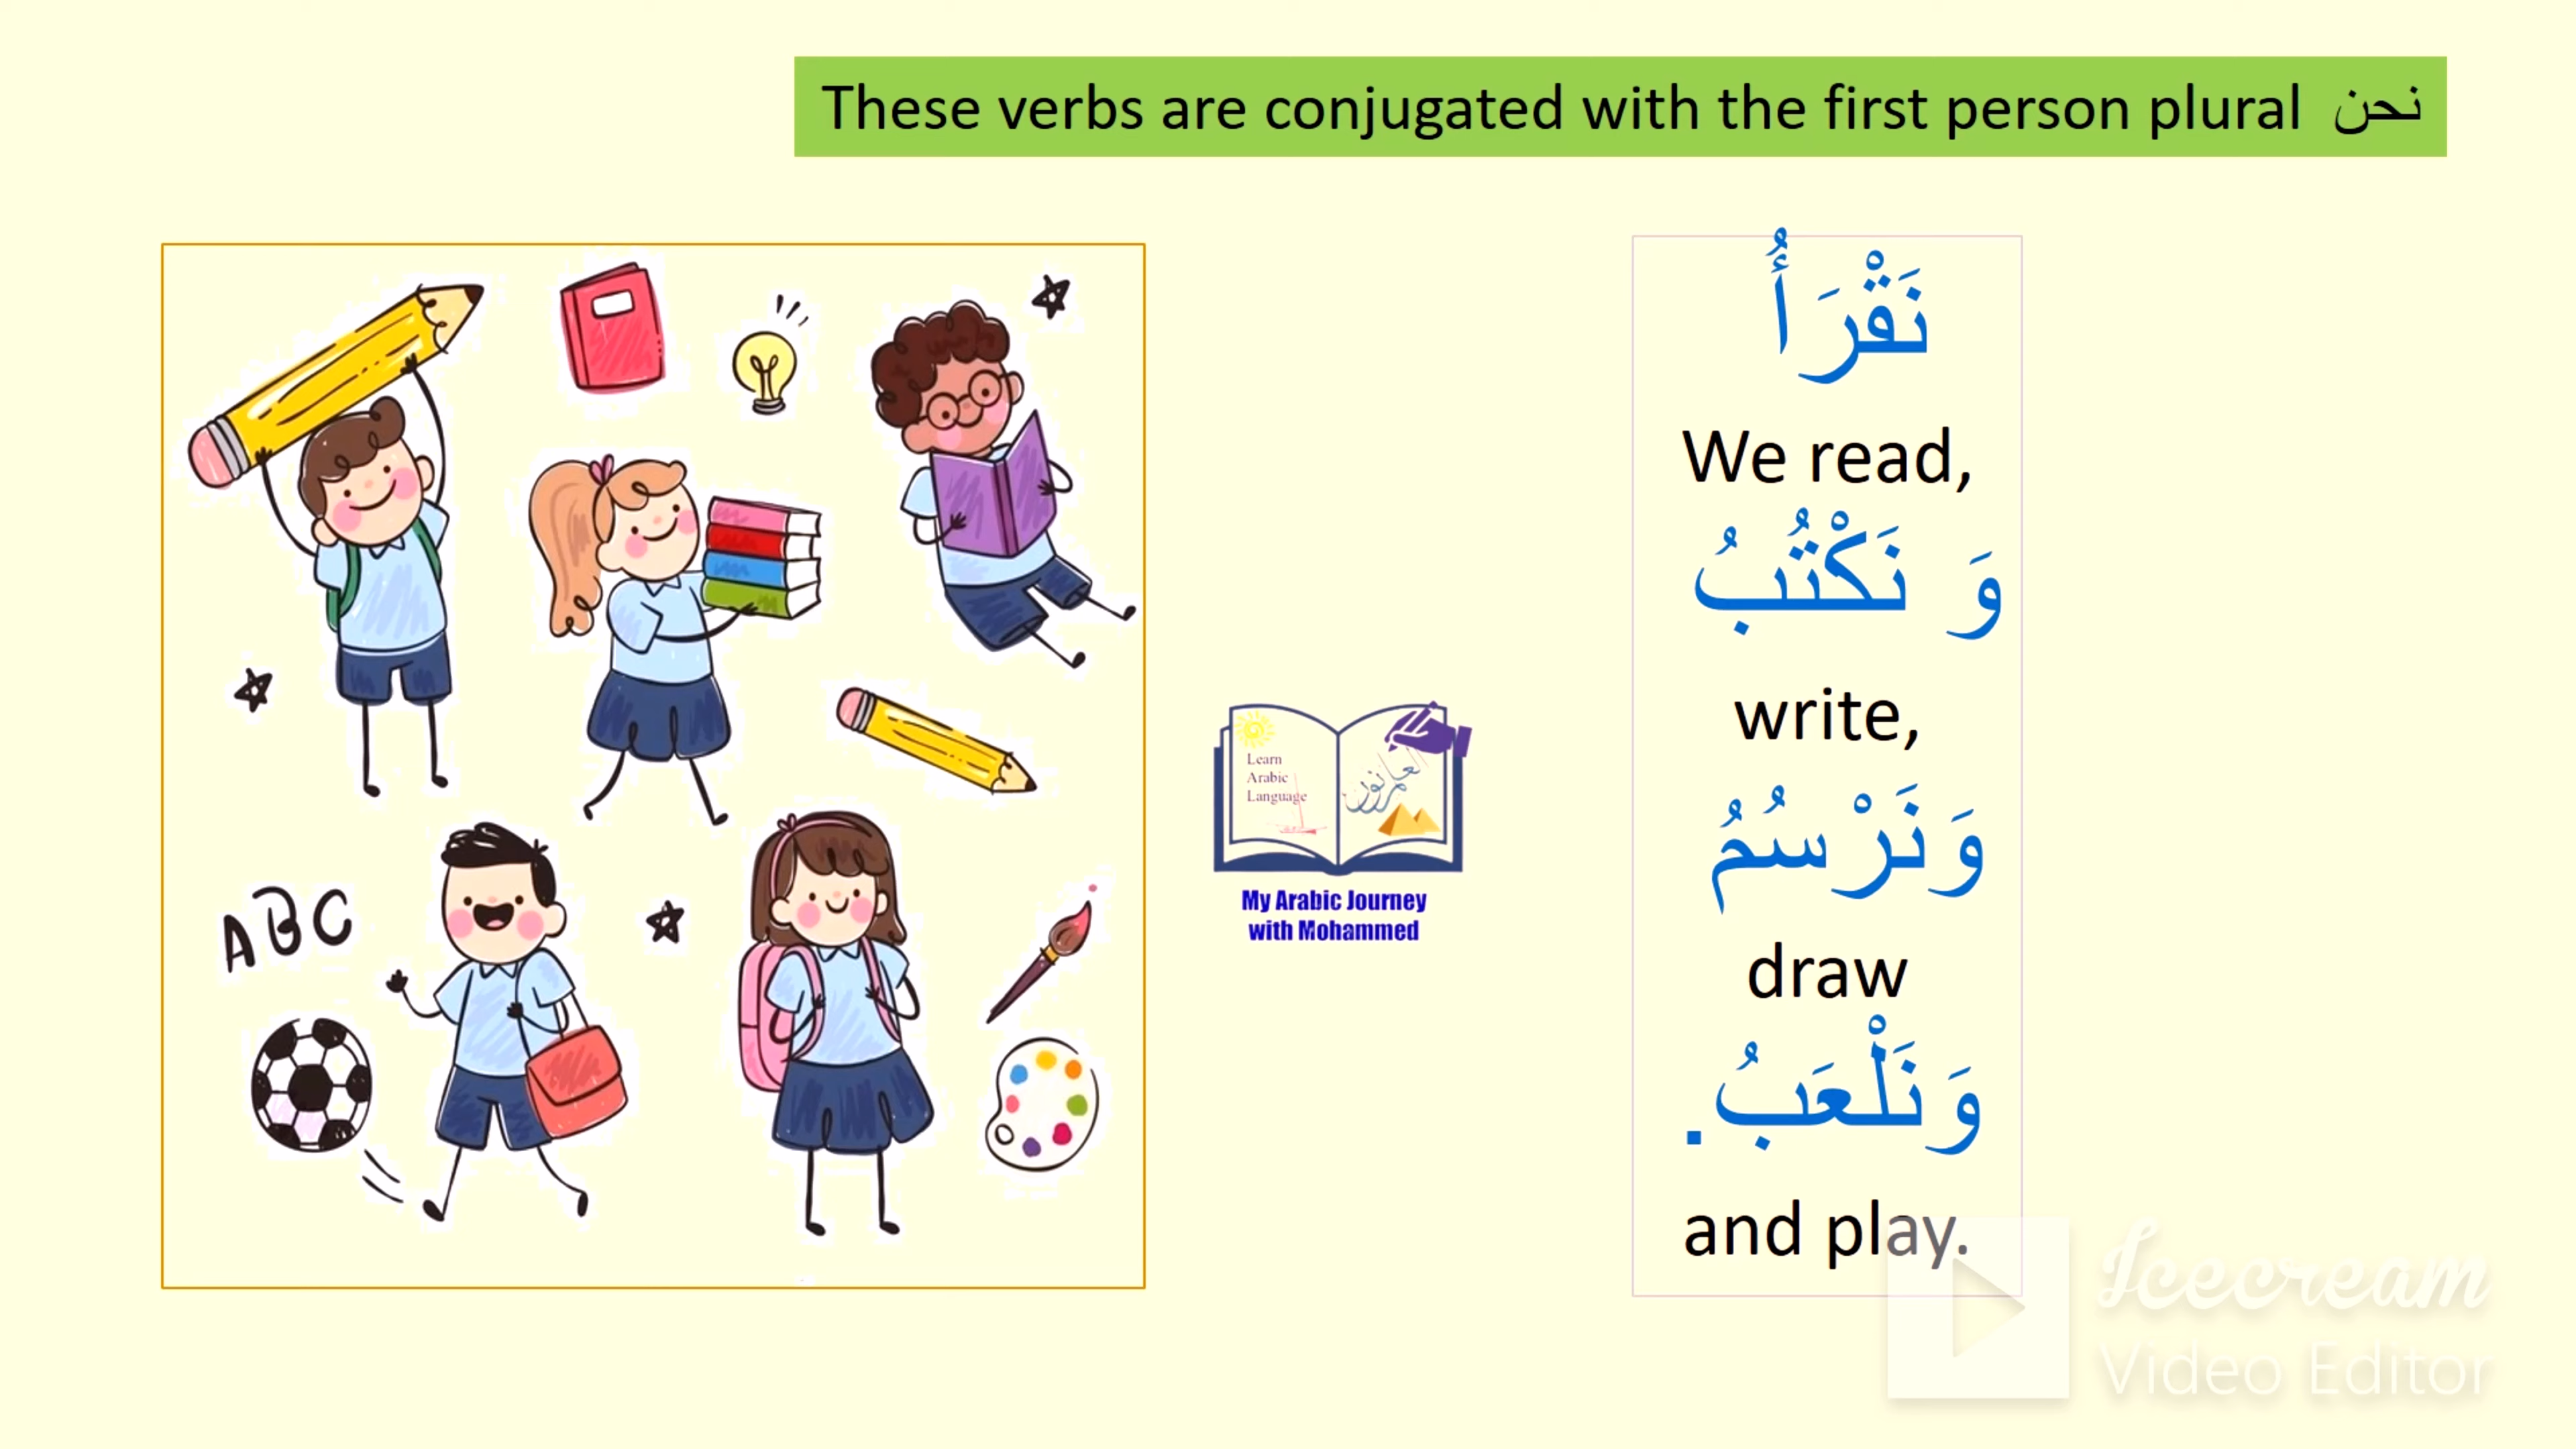 These verbs are conjugated with the first person plural نحن
نَقْرَأُ
We read,
وَ نَكْتُبُ
write,
وَنَرْسُمُ
draw
وَنَلْعَبُ.
and play.
ABC
Learn
Arabic
Language
My Arabic Journey
with Mohammed
Icecream
Video Editor